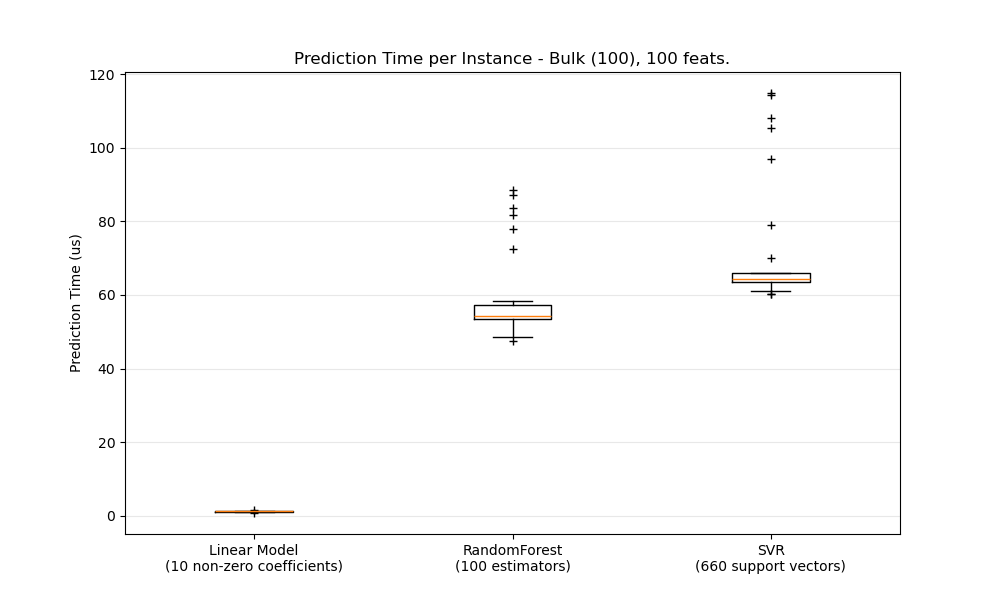 Prediction Time per Instance - Bulk (100), 100 feats.
120
100
80
60
40
20
0
Prediction Time (us)
Linear Model
(10 non-zero coefficients)
RandomForest
(100 estimators)
SVR
(660 support vectors)